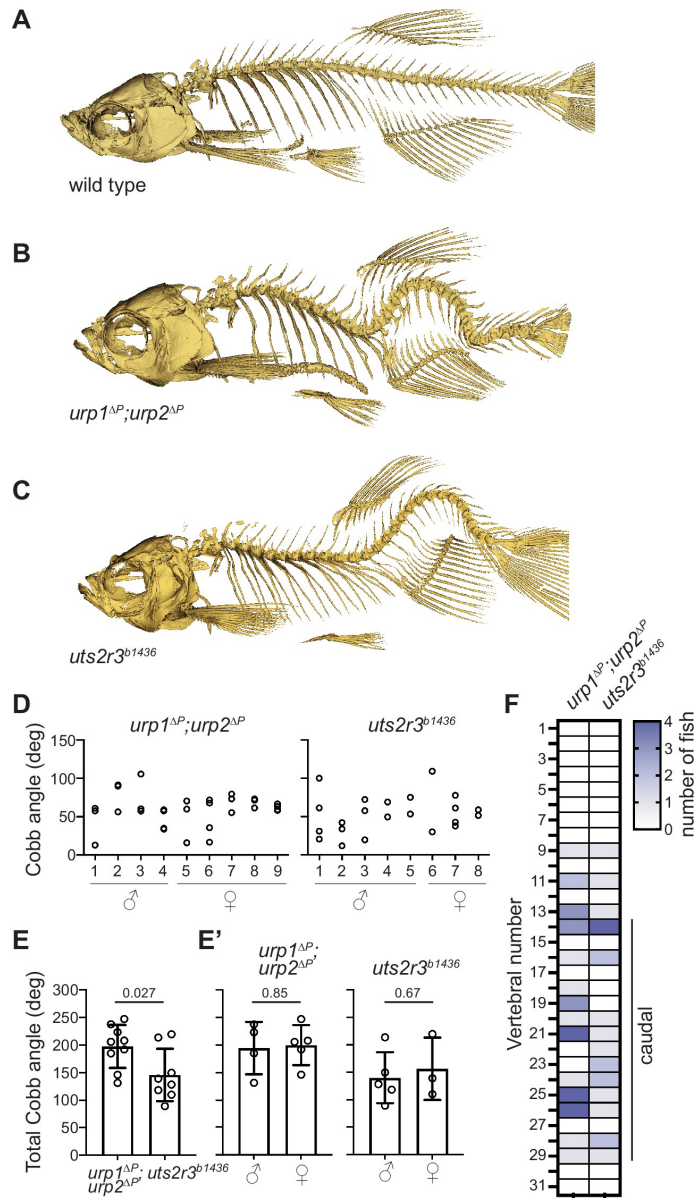 A
wild type
B
urp1ΔP;urp2ΔP
C
uts2r3b1436
D
urp1ΔP;urp2ΔP
uts2r3b1436
Cobb angle (deg)
150
100
50
0
1 2 3 4 5 6 7 8 9
♂ ♀
1 2 3 4 5 6 7 8
♂ ♀
E
Total Cobb angle (deg)
300
250
200
150
100
50
0
0.027
urp1ΔP;
urp2ΔP;
uts2r3b1436
E'
urp1ΔP;
urp2ΔP
0.85
♂ ♀
uts2r3b1436
0.67
♂ ♀
F
urp1ΔP;urp2ΔP
uts2r3b1436
4
3
2
1
0
number of fish
Vertebral number
1
3
5
7
9
11
13
15
17
19
21
23
25
27
29
31
caudal